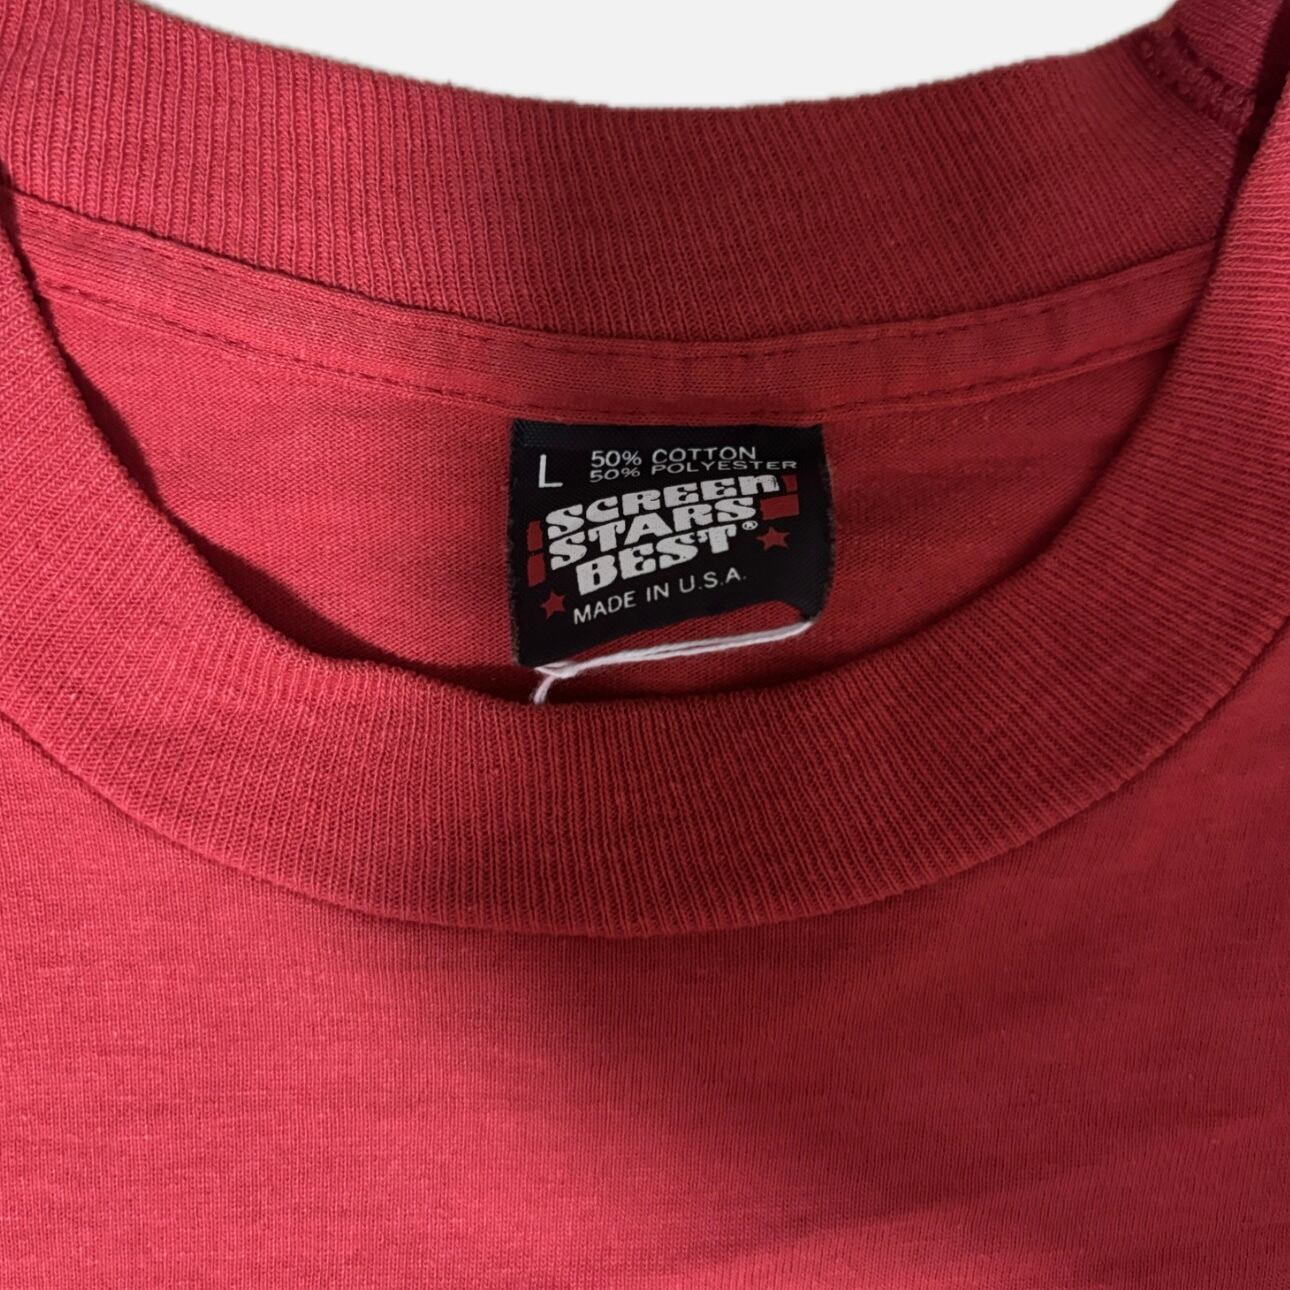 L
50% COTTON
50% POLYESTER
SCREEN
STARS
BEST®
MADE IN U.S.A.